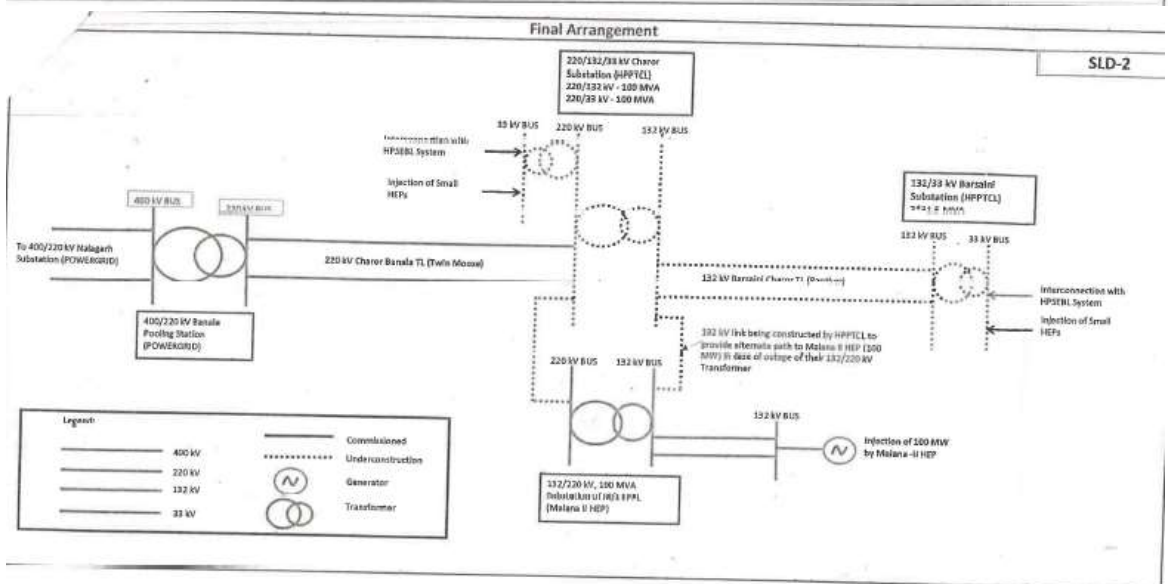 Final Arrangement
SLD-2
220/132/33 kV Charor
Substation (HPPTCL)
220/132 kV - 100 MVA
220/33 kV - 100 MVA
33 kV BUS
220 kV BUS
132 kV BUS
Interconnection with
HPSEBL System
Injection of Small
HEPs
132/33 kV Barsaini
Substation (HPPTCL)
MVA
400 kV BUS
BUS
132 kV BUS
33 kV BUS
To 400/220 kV Nalagarh
Substation (POWERGRID)
220 kV Charor Banala TL (Twin Moose)
132 kV Barsaini Charor TL
Interconnection with
HPSEBL System
Injection of Small
HEPs
400/220 kV Banala
Pooling Station
(POWERGRID)
132 kV link being constructed by HPPTCL to
provide alternate path to Malana II HEP (100
MW) in case of outage of their 132/220 kV
Transformer
220 kV BUS
132 kV BUS
132 kV BUS
Injection of 100 MW
by Malana -II HEP
132/220 kV, 100 MVA
Substation of M/s EPPL
(Malana II HEP)
Legend:
400 kV
220 kV
132 kV
33 kV
Commissioned
Underconstruction
Generator
Transformer